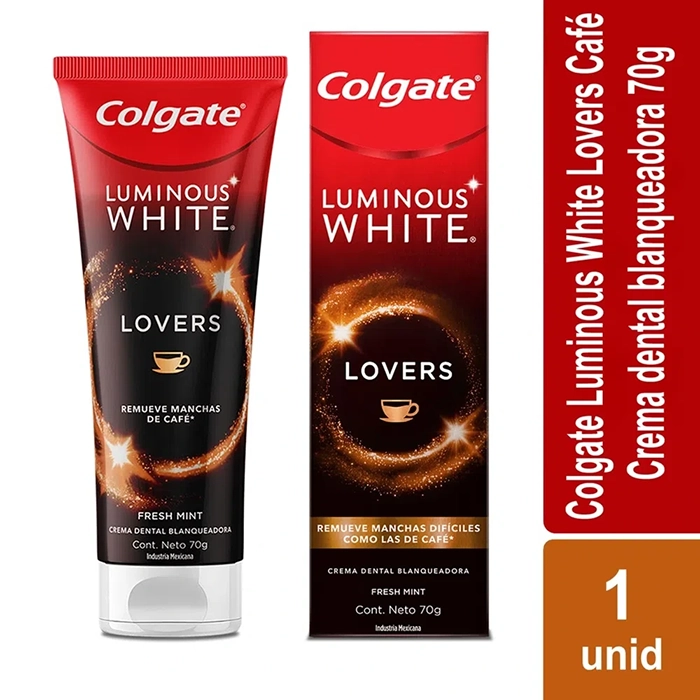 Colgate®
LUMINOUS
WHITE®
LOVERS
REMUEVE MANCHAS
DE CAFÉ*
FRESH MINT
CREMA DENTAL BLANQUEADORA
Cont. Neto 70g
Industria Mexicana
Colgate®
LUMINOUS
WHITE®
LOVERS
REMUEVE MANCHAS DIFÍCILES
COMO LAS DE CAFÉ*
CREMA DENTAL BLANQUEADORA
FRESH MINT
Cont. Neto 70g
Industria Mexicana
Colgate Luminous White Lovers Café
Crema dental blanqueadora 70g
1
unid